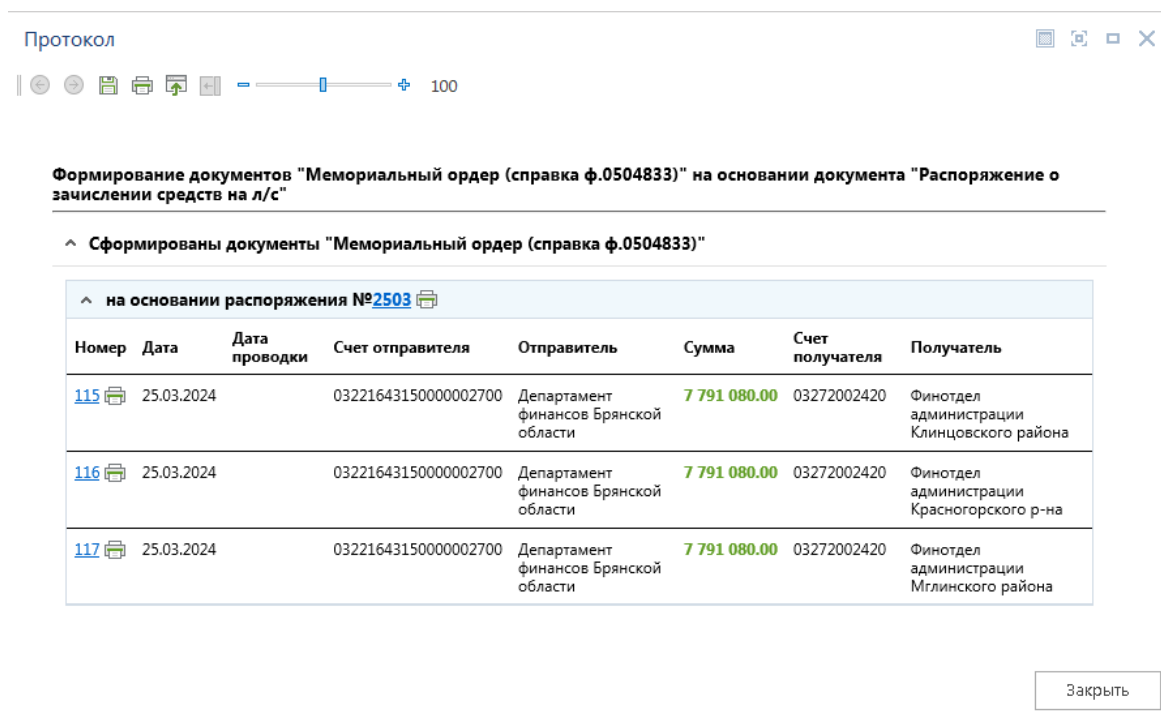 Протокол
100
Формирование документов "Мемориальный ордер (справка ф.0504833)" на основании документа "Распоряжение о
зачислении средств на л/с"
Сформированы документы "Мемориальный ордер (справка ф.0504833)"
на основании распоряжения №2503
Номер Дата Дата проводки Счет отправителя Отправитель Сумма Счет получателя Получатель
115 25.03.2024 03221643150000002700 Департамент 7 791 080.00 03272002420 Финотдел
финансов Брянской администрации
области Клинцовского района
116 25.03.2024 03221643150000002700 Департамент 7 791 080.00 03272002420 Финотдел
финансов Брянской администрации
области Красногорского р-на
117 25.03.2024 03221643150000002700 Департамент 7 791 080.00 03272002420 Финотдел
финансов Брянской администрации
области Мглинского района
Закрыть